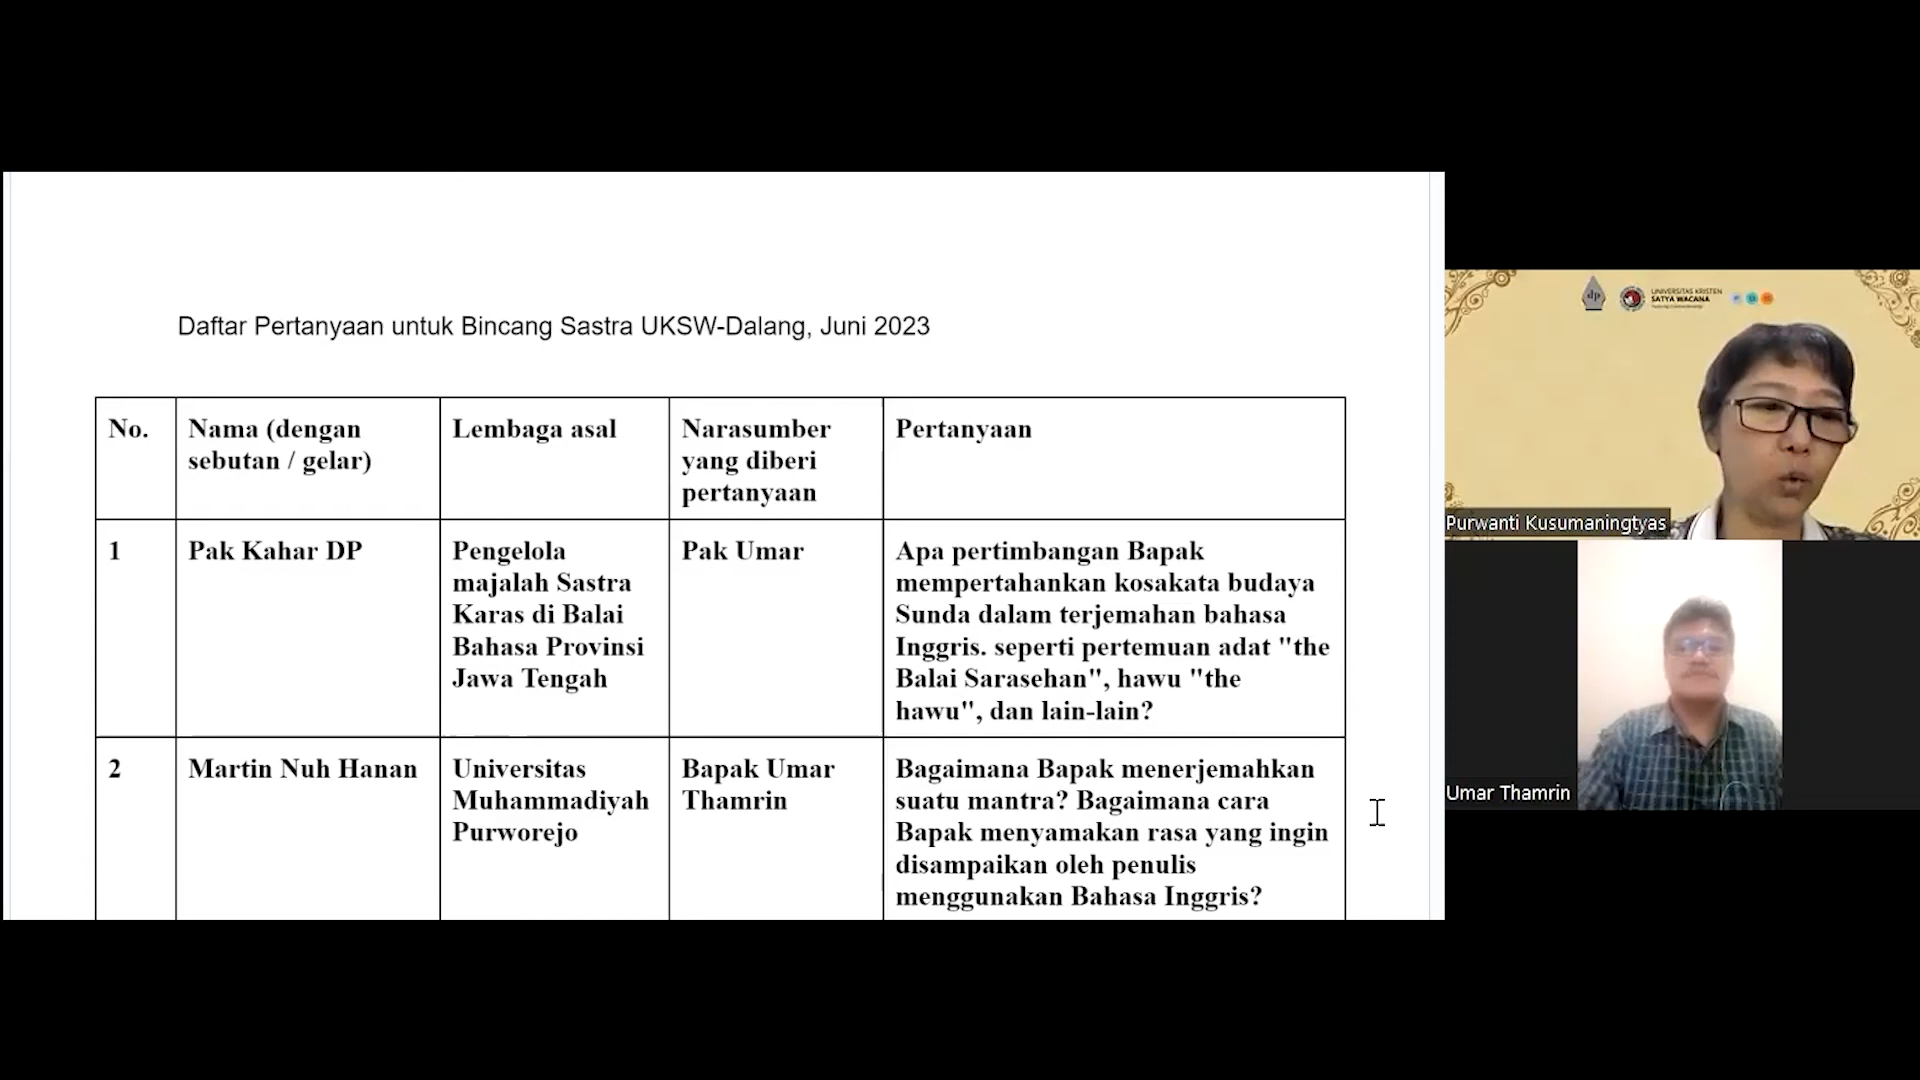 Daftar Pertanyaan untuk Bincang Sastra UKSW-Dalang, Juni 2023
No.
Nama (dengan
sebutan / gelar)
Lembaga asal
Narasumber
yang diberi
pertanyaan
Pertanyaan
1
Pak Kahar DP
Pengelola
majalah Sastra
Karas di Balai
Bahasa Provinsi
Jawa Tengah
Pak Umar
Apa pertimbangan Bapak
mempertahankan kosakata budaya
Sunda dalam terjemahan bahasa
Inggris. seperti pertemuan adat "the
Balai Sarasehan", hawu "the
hawu", dan lain-lain?
2
Martin Nuh Hanan
Universitas
Muhammadiyah
Purworejo
Bapak Umar
Thamrin
Bagaimana Bapak menerjemahkan
suatu mantra? Bagaimana cara
Bapak menyamakan rasa yang ingin
disampaikan oleh penulis
menggunakan Bahasa Inggris?
dp
UNIVERSITAS KRISTEN
SATYA WACANA
Purwanti Kusumaningtyas
Umar Thamrin